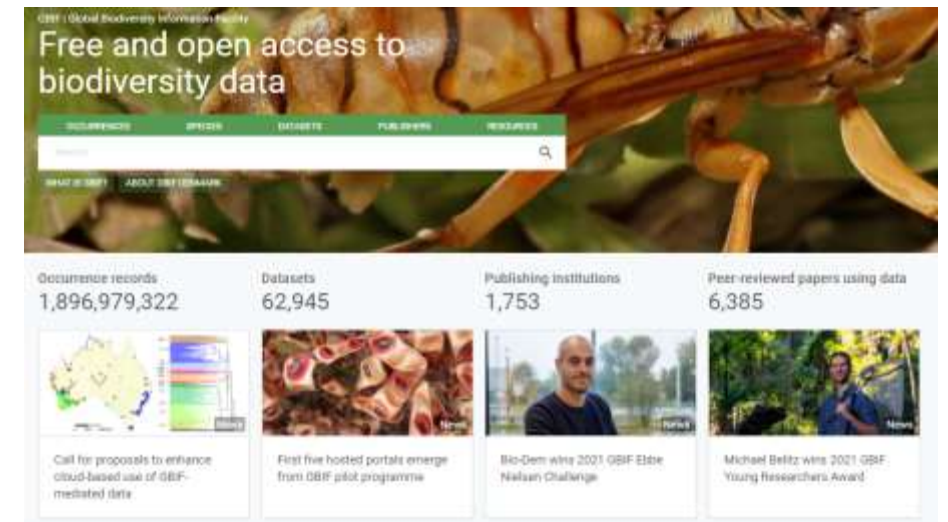 GBIF | Global Biodiversity Information Facility
Free and open access to
biodiversity data
OCCURRENCES SPECIES DATASETS PUBLISHERS RESOURCES
Search
WHAT IS GBIF? ABOUT GBIF DENMARK
Occurrence records
1,896,979,322
Datasets
62,945
Publishing institutions
1,753
Peer-reviewed papers using data
6,385
News
Call for proposals to enhance
cloud-based use of GBIF-
mediated data
News
First five hosted portals emerge
from GBIF pilot programme
News
Bio-Dem wins 2021 GBIF Ebbe
Nielsen Challenge
News
Michael Belitz wins 2021 GBIF
Young Researchers Award